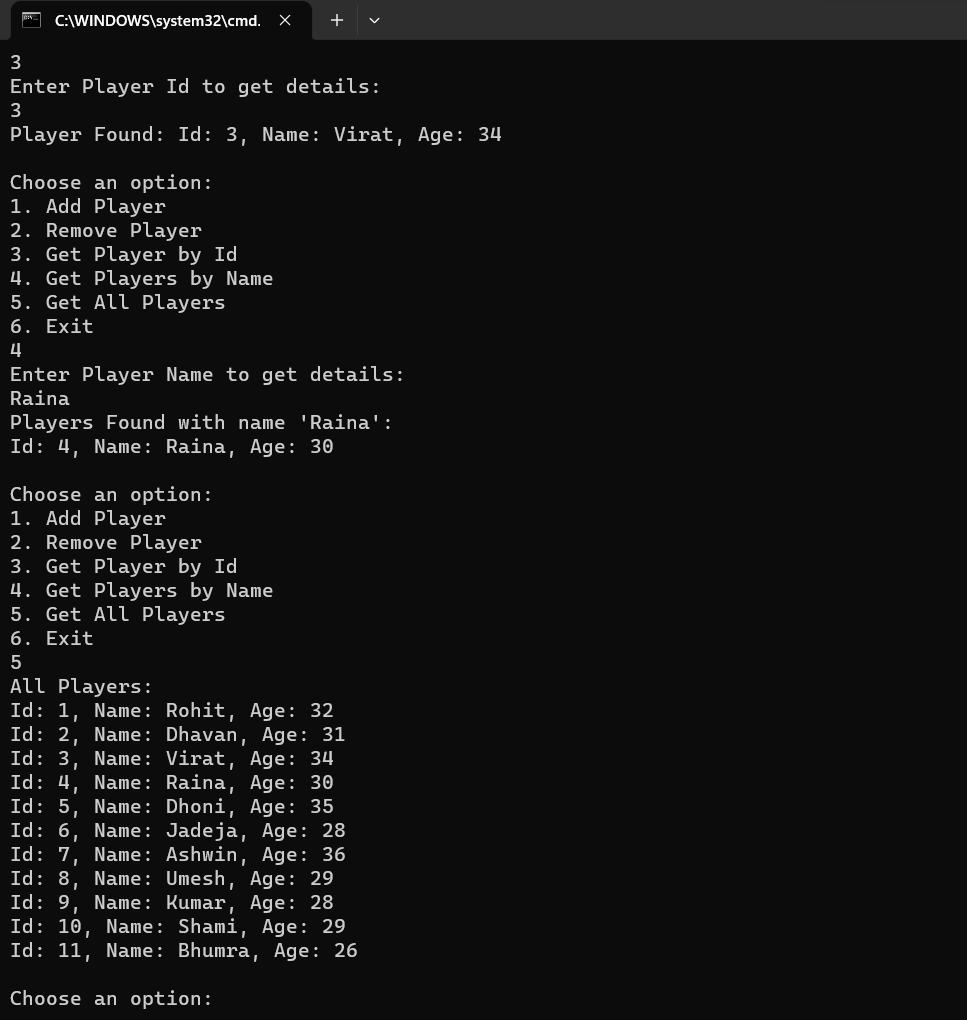 C:\WINDOWS\system32\cmd.
3
Enter Player Id to get details:
3
Player Found: Id: 3, Name: Virat, Age: 34

Choose an option:
1. Add Player
2. Remove Player
3. Get Player by Id
4. Get Players by Name
5. Get All Players
6. Exit
4
Enter Player Name to get details:
Raina
Players Found with name 'Raina':
Id: 4, Name: Raina, Age: 30

Choose an option:
1. Add Player
2. Remove Player
3. Get Player by Id
4. Get Players by Name
5. Get All Players
6. Exit
5
All Players:
Id: 1, Name: Rohit, Age: 32
Id: 2, Name: Dhavan, Age: 31
Id: 3, Name: Virat, Age: 34
Id: 4, Name: Raina, Age: 30
Id: 5, Name: Dhoni, Age: 35
Id: 6, Name: Jadeja, Age: 28
Id: 7, Name: Ashwin, Age: 36
Id: 8, Name: Umesh, Age: 29
Id: 9, Name: Kumar, Age: 28
Id: 10, Name: Shami, Age: 29
Id: 11, Name: Bhumra, Age: 26

Choose an option: